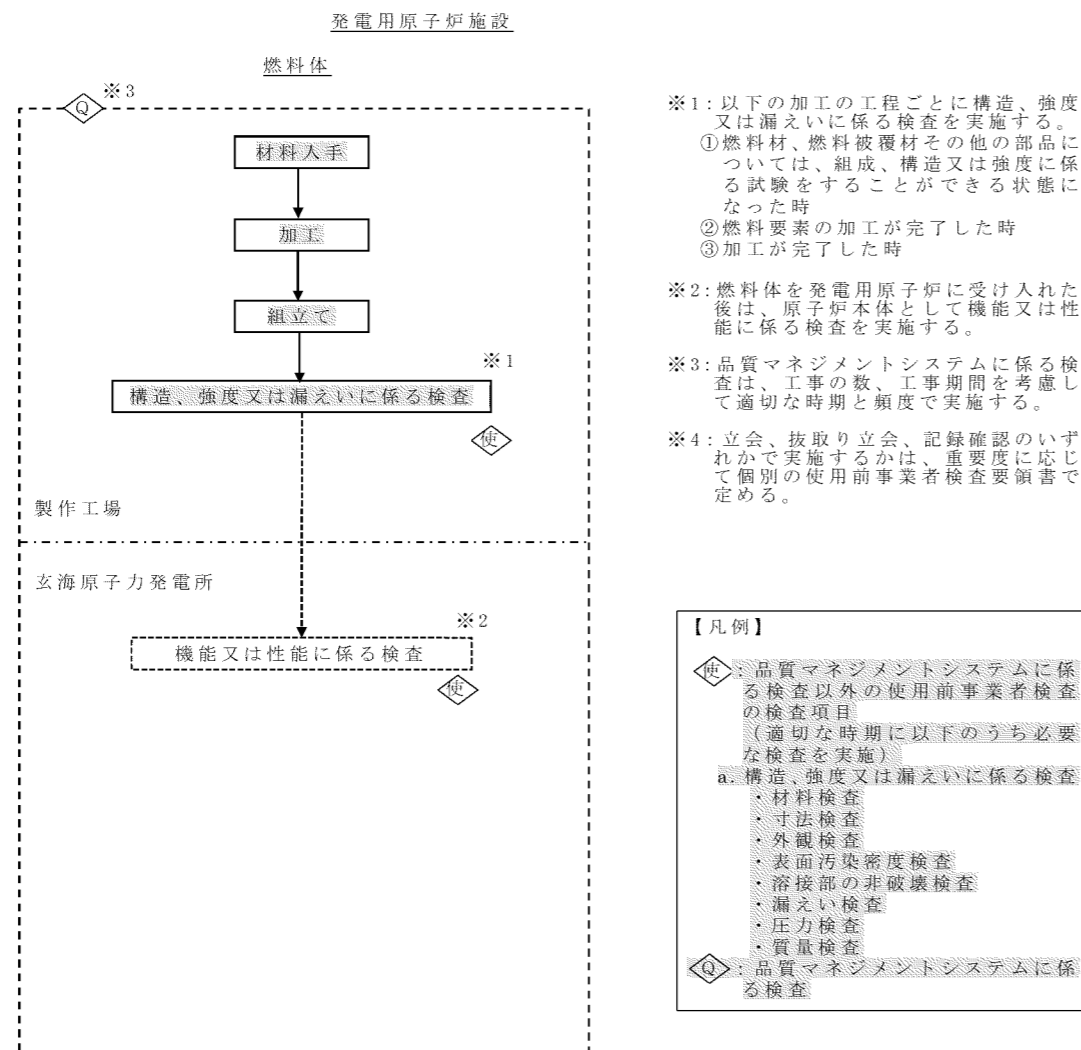 発電用原子炉施設
燃料体
Q
※3
材料入手
加工
組立て
※1
構造、強度又は漏えいに係る検査
使
製作工場
玄海原子力発電所
※2
機能又は性能に係る検査
使
※1:以下の加工の工程ごとに構造、強度
又は漏えいに係る検査を実施する。
①燃料材、燃料被覆材その他の部品に
ついては、組成、構造又は強度に係
る試験をすることができる状態に
なった時
②燃料要素の加工が完了した時
③加工が完了した時
※2:燃料体を発電用原子炉に受け入れた
後は、原子炉本体として機能又は性
能に係る検査を実施する。
※3:品質マネジメントシステムに係る検
査は、工事の数、工事期間を考慮し
て適切な時期と頻度で実施する。
※4:立会、抜取り立会、記録確認のいず
れかで実施するかは、重要度に応じ
て個別の使用前事業者検査要領書で
定める。
【凡例】
使:品質マネジメントシステムに係
る検査以外の使用前事業者検査
の検査項目
(適切な時期に以下のうち必要
な検査を実施)
a.構造、強度又は漏えいに係る検査
・材料検査
・寸法検査
・外観検査
・表面汚染密度検査
・溶接部の非破壊検査
・漏えい検査
・圧力検査
・質量検査
Q:品質マネジメントシステムに係
る検査